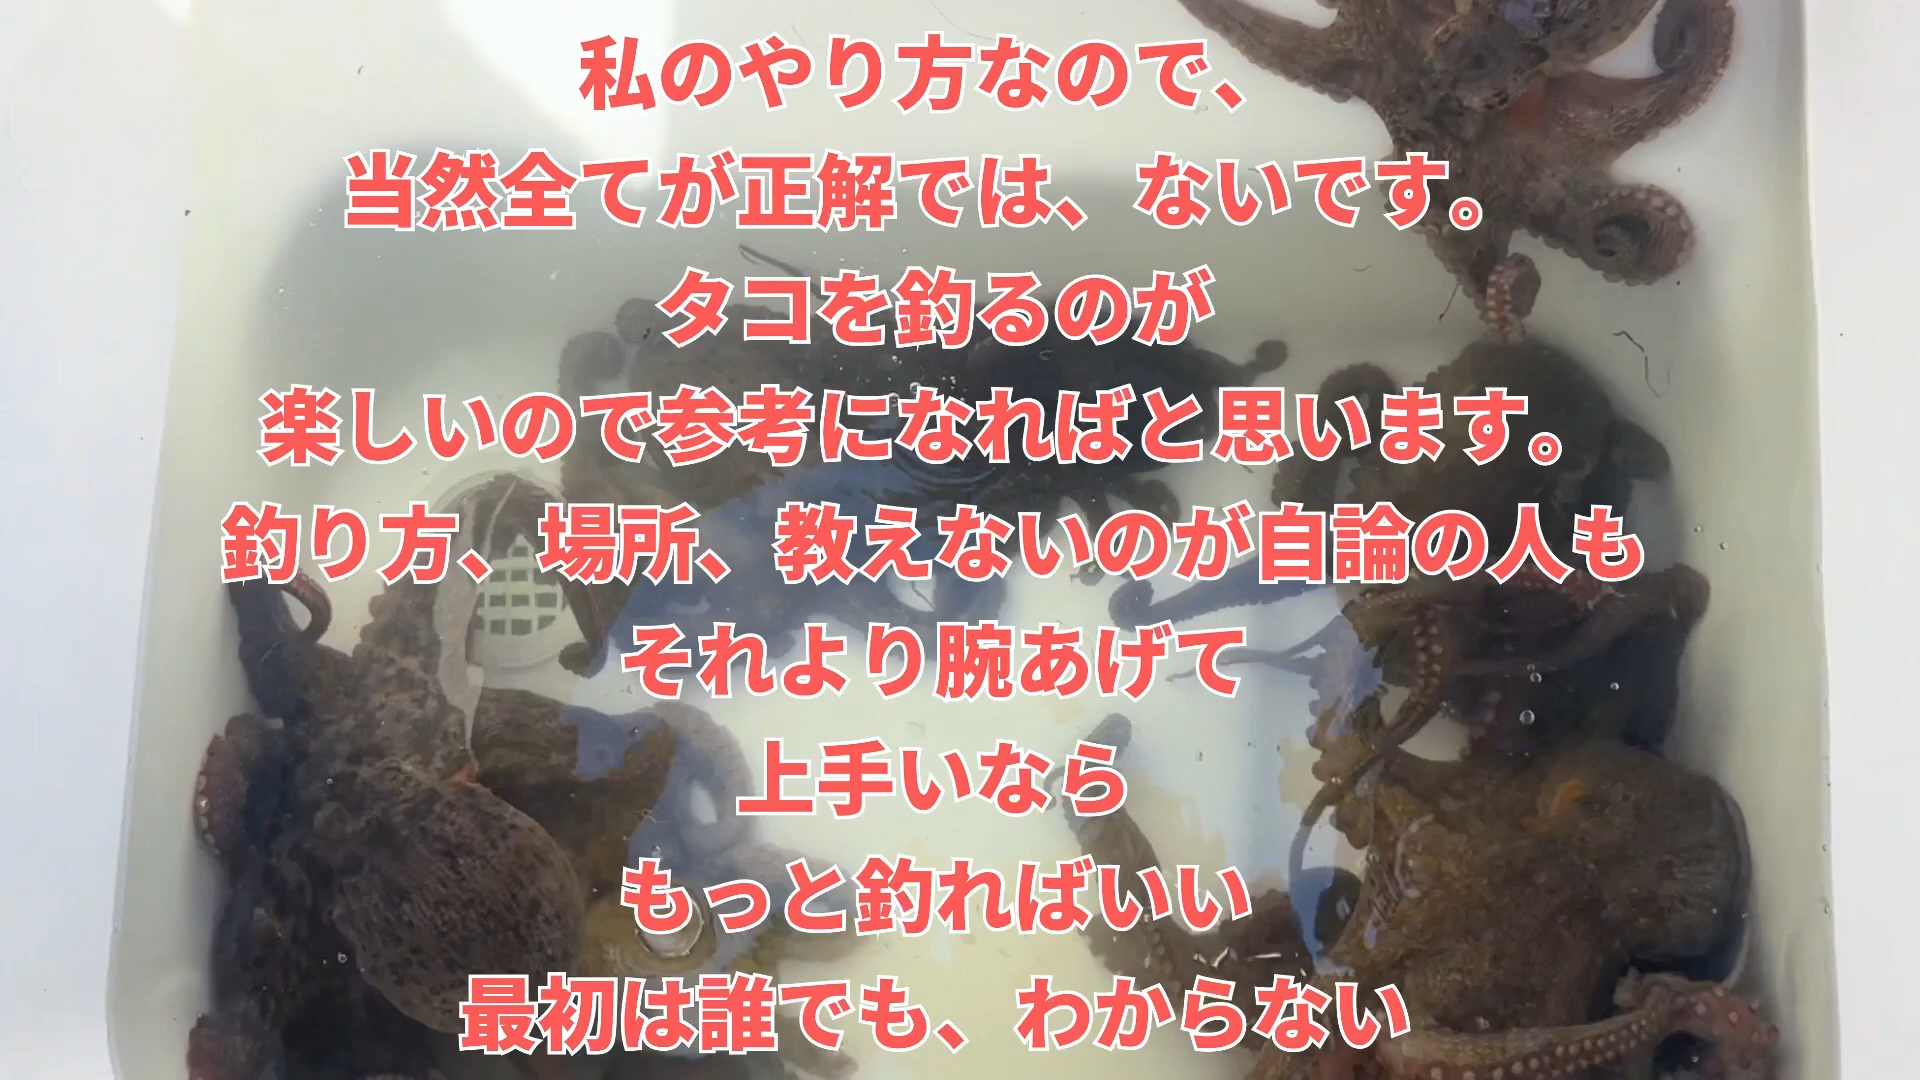 私のやり方なので、
当然全てが正解では、ないです。
タコを釣るのが
楽しいので参考になればと思います。
釣り方、場所、教えないのが自論の人も
それより腕あげて
上手いなら
もっと釣ればいい
最初は誰でも、わからない